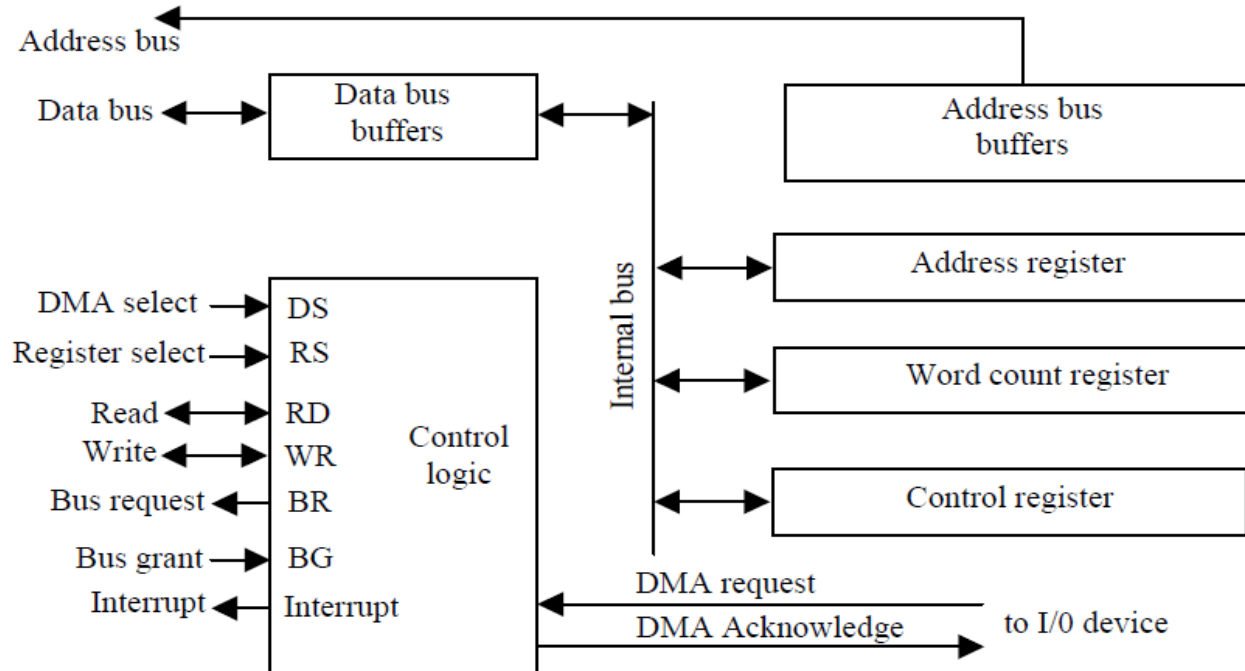 Address bus
Data bus
Data bus
buffers
Address bus
buffers
Internal bus
Address register
Word count register
Control register
DMA select
DS
Register select
RS
Read
RD
Write
WR
Control
logic
Bus request
BR
Bus grant
BG
Interrupt
Interrupt
DMA request
DMA Acknowledge
to I/0 device